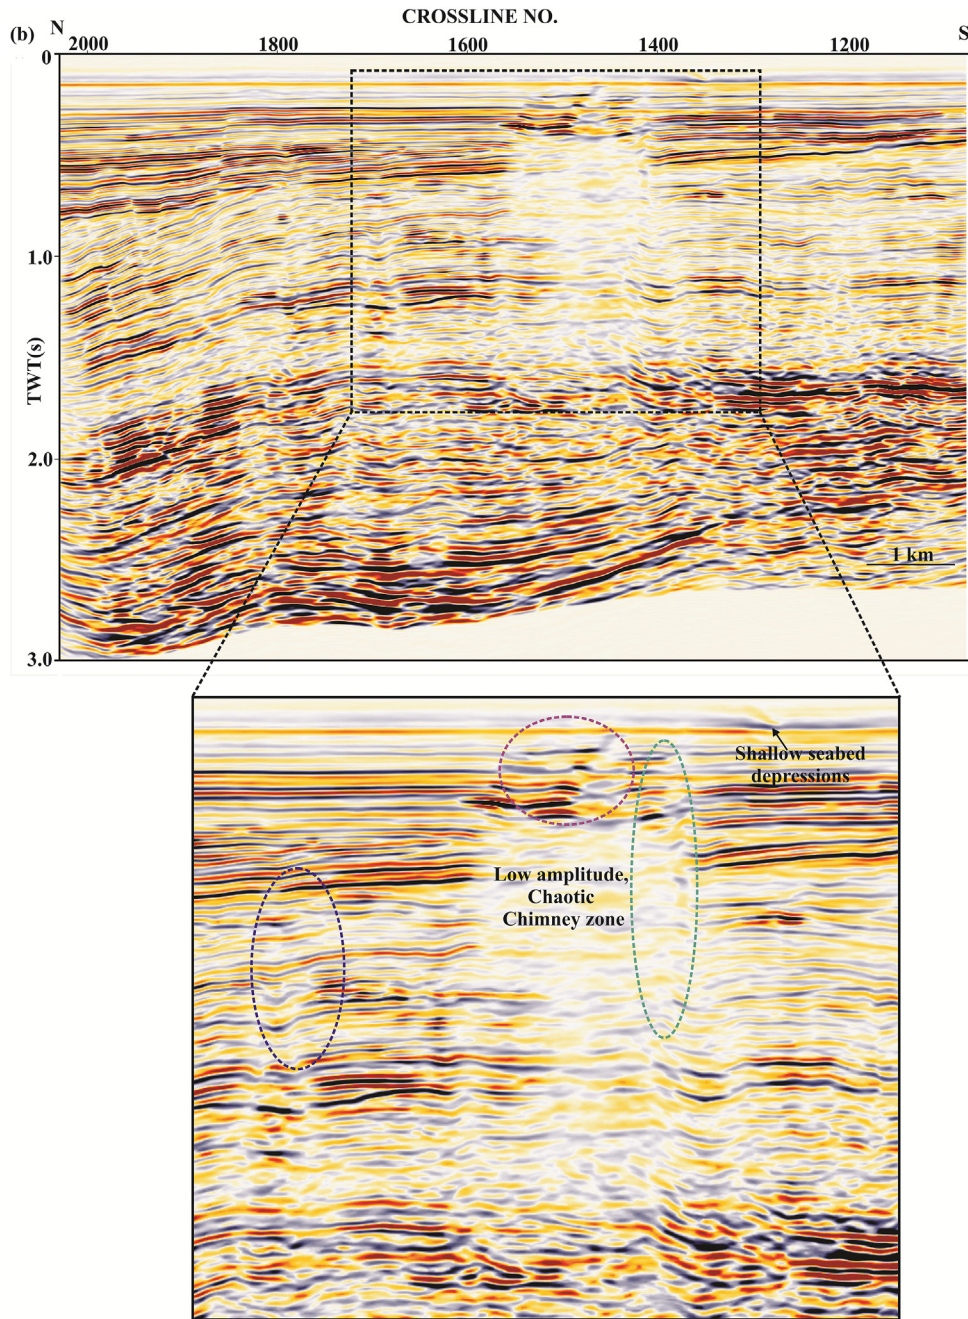 CROSSLINE NO.
(b) N 2000 1800 1600 1400 1200 S
0
1.0
TWT(s)
2.0
1 km
3.0
Shallow seabed
depressions
Low amplitude,
Chaotic
Chimney zone